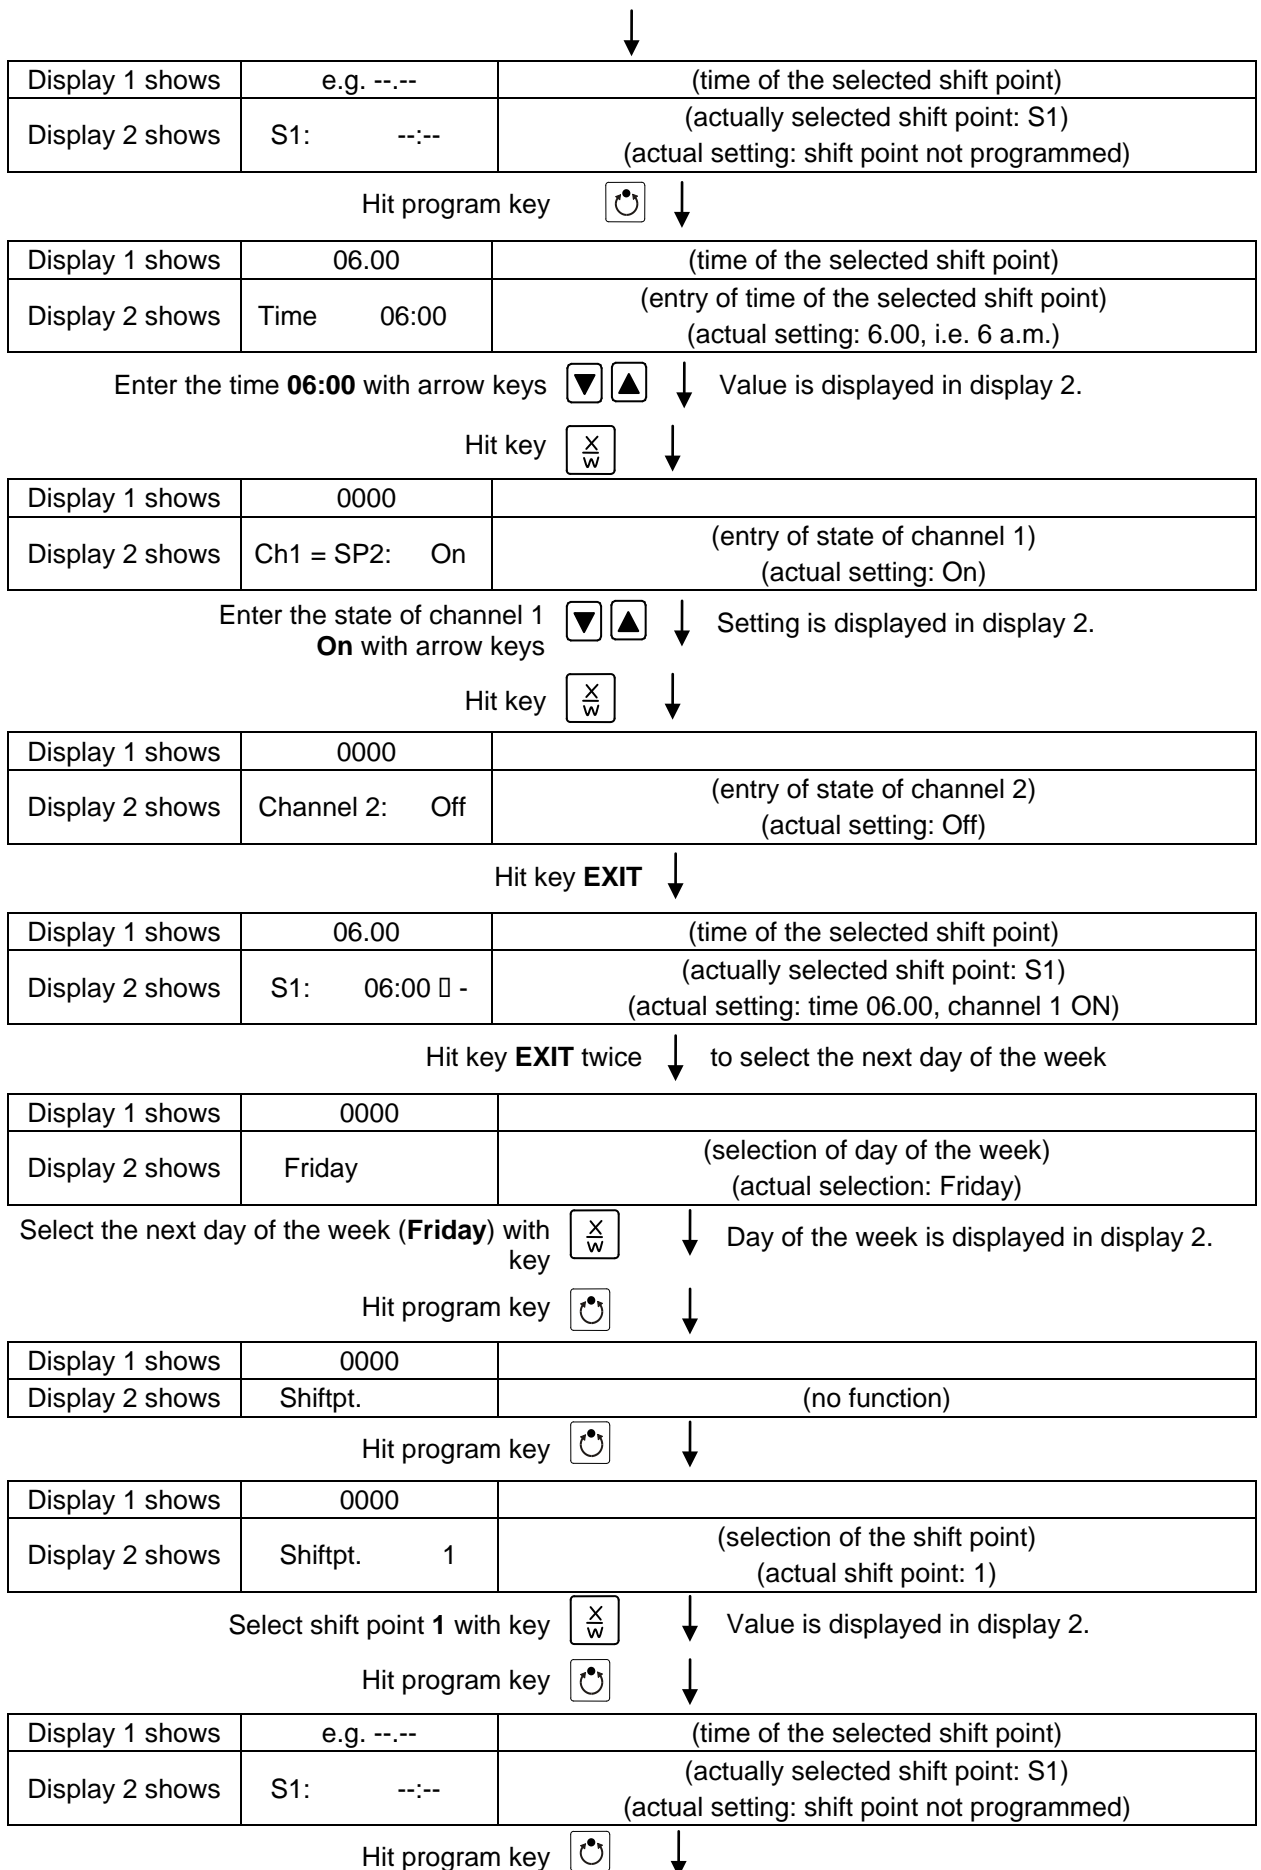 Display 1 shows e.g. --.-- (time of the selected shift point)
Display 2 shows S1: --:-- (actually selected shift point: S1)
(actual setting: shift point not programmed)
Hit program key
Display 1 shows 06.00 (time of the selected shift point)
Display 2 shows Time 06:00 (entry of time of the selected shift point)
(actual setting: 6.00, i.e. 6 a.m.)
Enter the time 06:00 with arrow keys Value is displayed in display 2.
Hit key X W
Display 1 shows 0000
Display 2 shows Ch1 = SP2: On (entry of state of channel 1)
(actual setting: On)
Enter the state of channel 1 Setting is displayed in display 2.
On with arrow keys
Hit key X W
Display 1 shows 0000
Display 2 shows Channel 2: Off (entry of state of channel 2)
(actual setting: Off)
Hit key EXIT
Display 1 shows 06.00 (time of the selected shift point)
Display 2 shows S1: 06:00 ▯ - (actually selected shift point: S1)
(actual setting: time 06.00, channel 1 ON)
Hit key EXIT twice to select the next day of the week
Display 1 shows 0000
Display 2 shows Friday (selection of day of the week)
(actual selection: Friday)
Select the next day of the week (Friday) with X W Day of the week is displayed in display 2.
key
Hit program key
Display 1 shows 0000
Display 2 shows Shiftpt. (no function)
Hit program key
Display 1 shows 0000
Display 2 shows Shiftpt. 1 (selection of the shift point)
(actual shift point: 1)
Select shift point 1 with key X W Value is displayed in display 2.
Hit program key
Display 1 shows e.g. --.-- (time of the selected shift point)
Display 2 shows S1: --:-- (actually selected shift point: S1)
(actual setting: shift point not programmed)
Hit program key